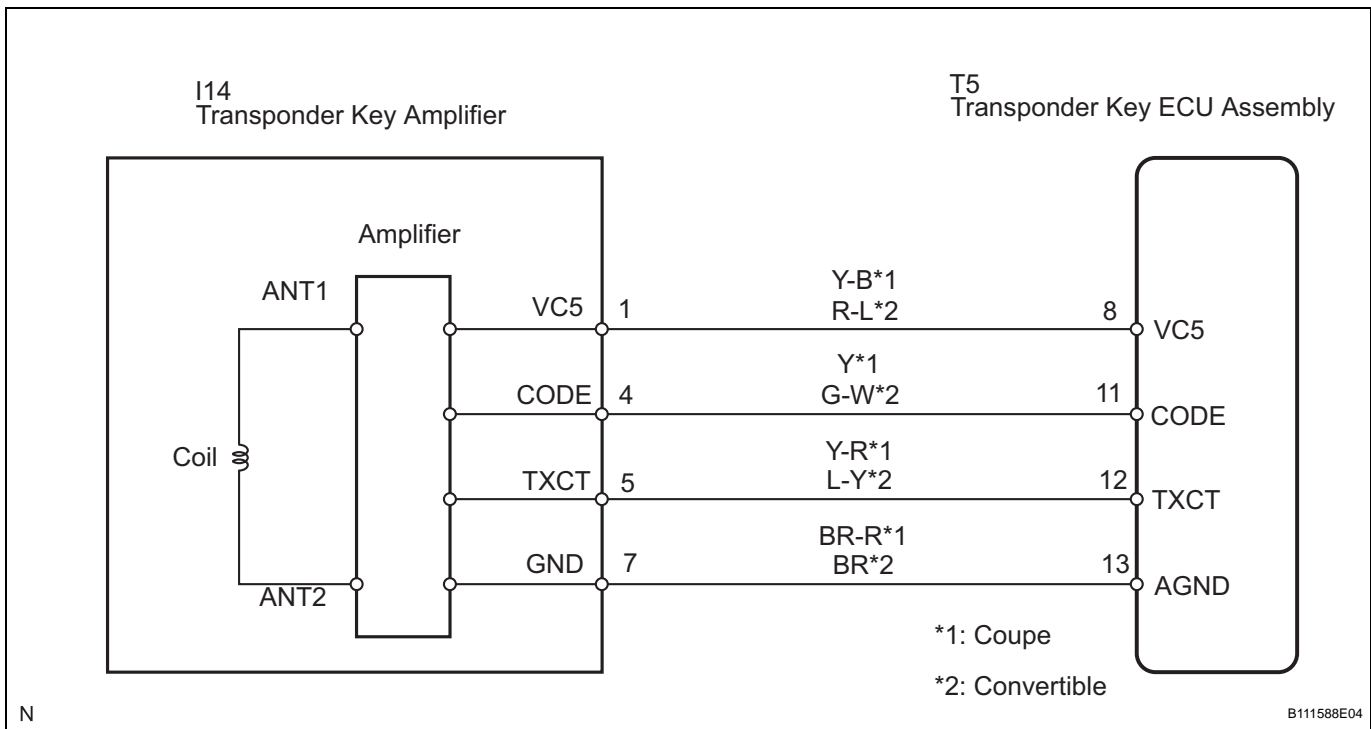 I14
Transponder Key Amplifier
T5
Transponder Key ECU Assembly
Amplifier
ANT1
VC5
1
Y-B*1
R-L*2
8
VC5
CODE
4
Y*1
G-W*2
11
CODE
Coil
TXCT
5
Y-R*1
L-Y*2
12
TXCT
ANT2
GND
7
BR-R*1
BR*2
13
AGND
*1: Coupe
*2: Convertible
N
B111588E04